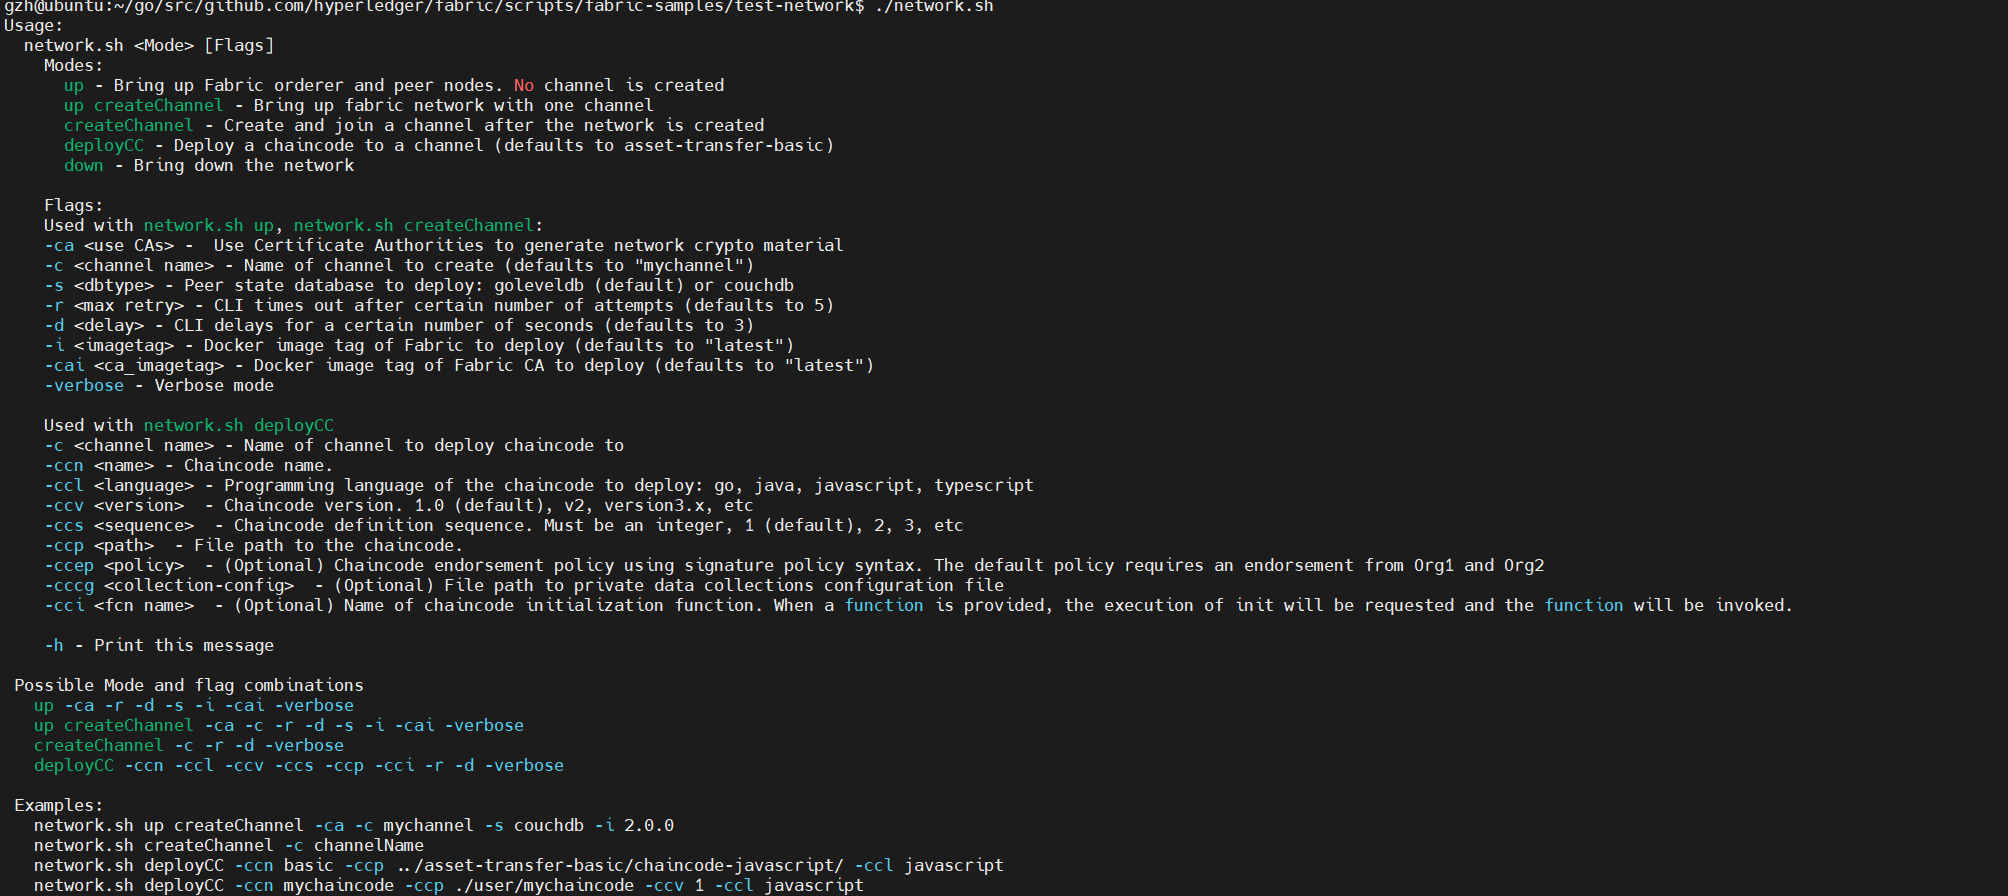 gzh@ubuntu:~/go/src/github.com/hyperledger/fabric/scripts/fabric-samples/test-network$ ./network.sh
Usage:
  network.sh <Mode> [Flags]
    Modes:
      up - Bring up Fabric orderer and peer nodes. No channel is created
      up createChannel - Bring up fabric network with one channel
      createChannel - Create and join a channel after the network is created
      deployCC - Deploy a chaincode to a channel (defaults to asset-transfer-basic)
      down - Bring down the network

    Flags:
    Used with network.sh up, network.sh createChannel:
    -ca <use CAs> -  Use Certificate Authorities to generate network crypto material
    -c <channel name> - Name of channel to create (defaults to "mychannel")
    -s <dbtype> - Peer state database to deploy: goleveldb (default) or couchdb
    -r <max retry> - CLI times out after certain number of attempts (defaults to 5)
    -d <delay> - CLI delays for a certain number of seconds (defaults to 3)
    -i <imagetag> - Docker image tag of Fabric to deploy (defaults to "latest")
    -cai <ca_imagetag> - Docker image tag of Fabric CA to deploy (defaults to "latest")
    -verbose - Verbose mode

    Used with network.sh deployCC
    -c <channel name> - Name of channel to deploy chaincode to
    -ccn <name> - Chaincode name.
    -ccl <language> - Programming language of the chaincode to deploy: go, java, javascript, typescript
    -ccv <version>  - Chaincode version. 1.0 (default), v2, version3.x, etc
    -ccs <sequence>  - Chaincode definition sequence. Must be an integer, 1 (default), 2, 3, etc
    -ccp <path>  - File path to the chaincode.
    -ccep <policy>  - (Optional) Chaincode endorsement policy using signature policy syntax. The default policy requires an endorsement from Org1 and Org2
    -cccg <collection-config>  - (Optional) File path to private data collections configuration file
    -cci <fcn name>  - (Optional) Name of chaincode initialization function. When a function is provided, the execution of init will be requested and the function will be invoked.

    -h - Print this message

 Possible Mode and flag combinations
   up -ca -r -d -s -i -cai -verbose
   up createChannel -ca -c -r -d -s -i -cai -verbose
   createChannel -c -r -d -verbose
   deployCC -ccn -ccl -ccv -ccs -ccp -cci -r -d -verbose

 Examples:
   network.sh up createChannel -ca -c mychannel -s couchdb -i 2.0.0
   network.sh createChannel -c channelName
   network.sh deployCC -ccn basic -ccp ../asset-transfer-basic/chaincode-javascript/ -ccl javascript
   network.sh deployCC -ccn mychaincode -ccp ./user/mychaincode -ccv 1 -ccl javascript